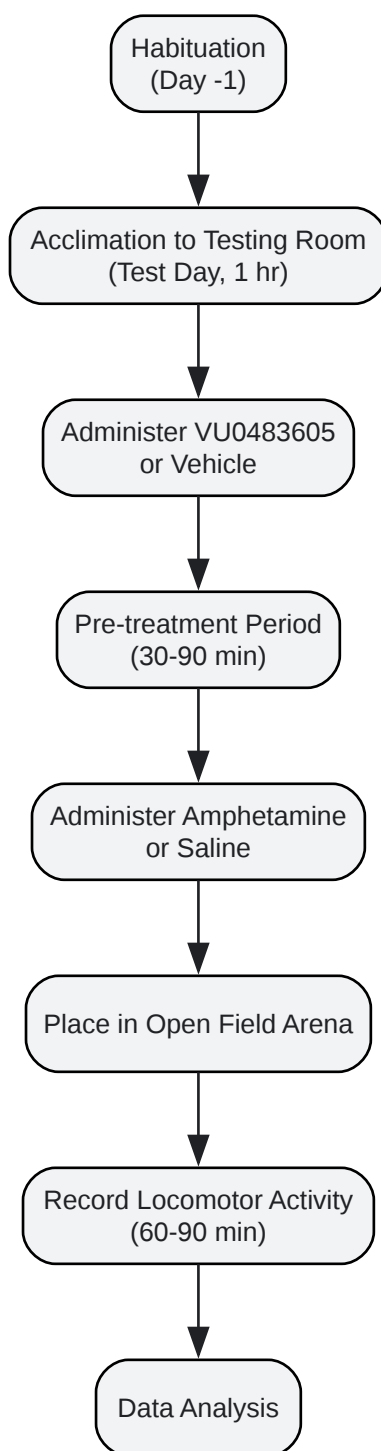 Habituation
(Day -1)
Acclimation to Testing Room
(Test Day, 1 hr)
Administer VU0483605
or Vehicle
Pre-treatment Period
(30-90 min)
Administer Amphetamine
or Saline
Place in Open Field Arena
Record Locomotor Activity
(60-90 min)
Data Analysis